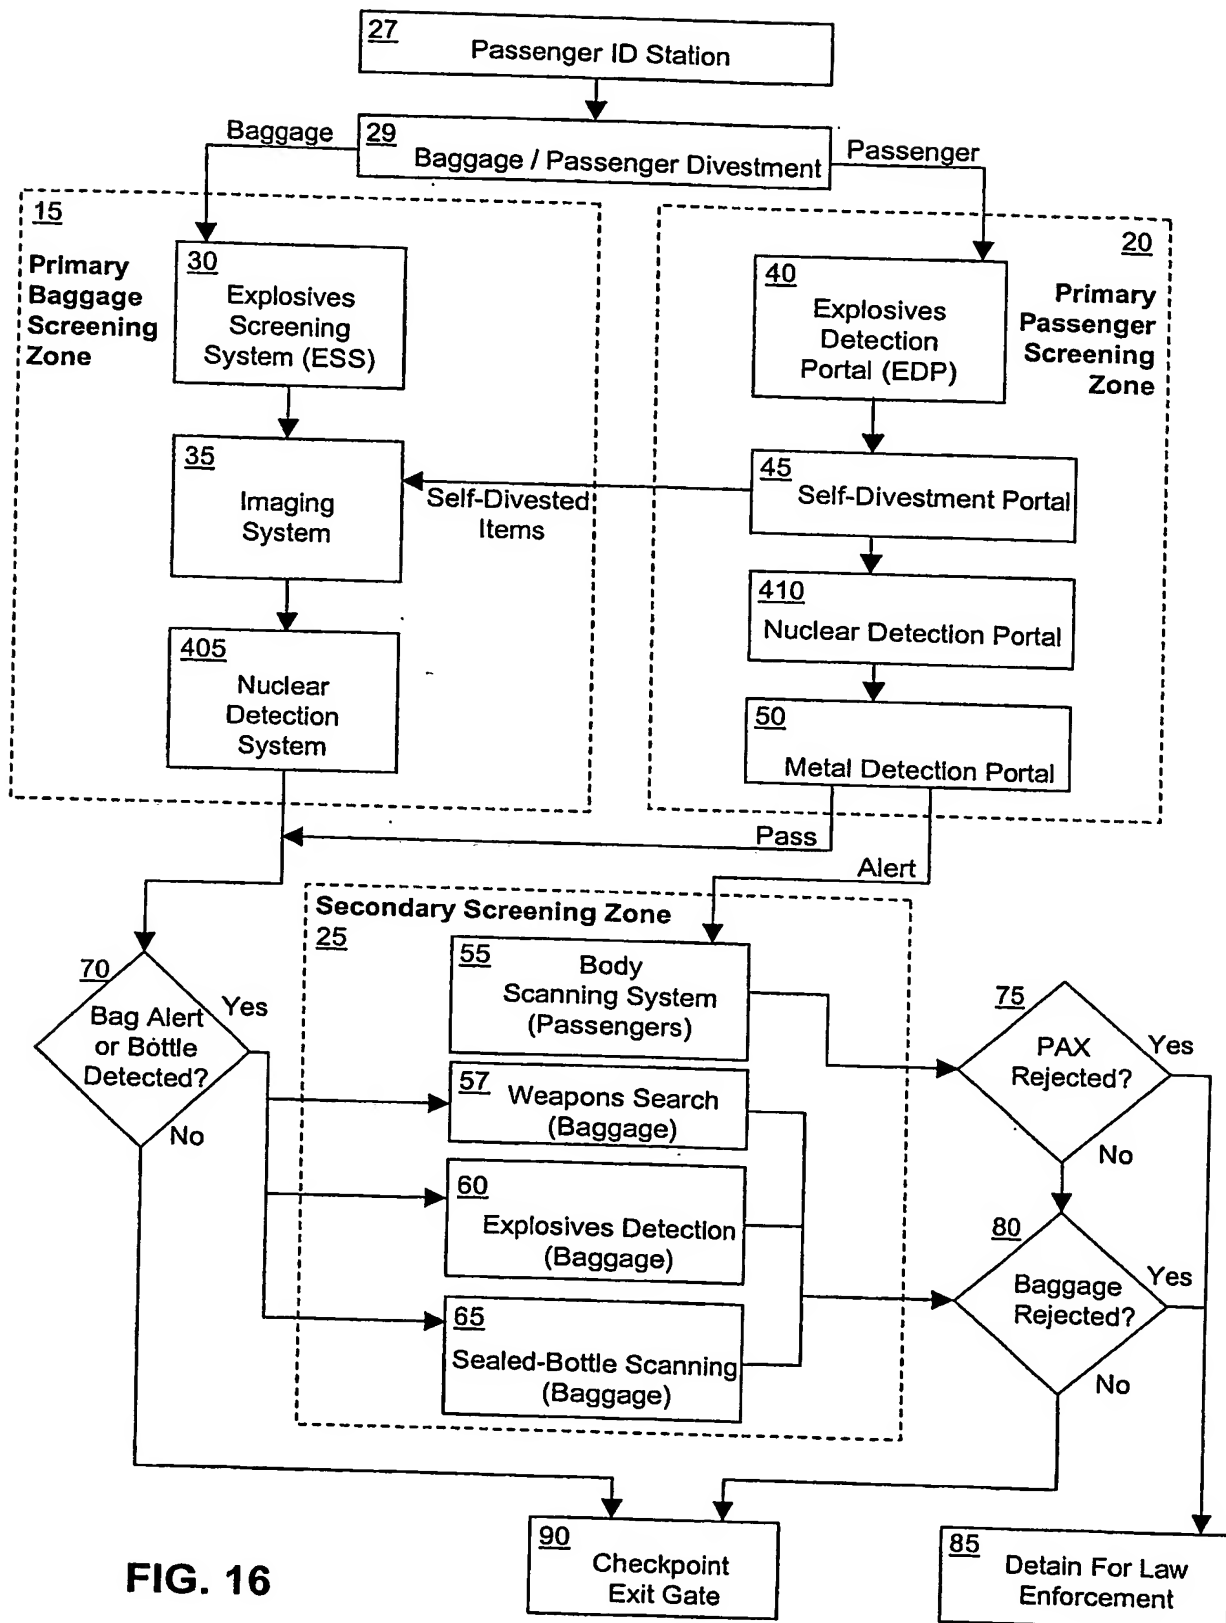 27
Passenger ID Station
Baggage
29
Baggage / Passenger Divestment
Passenger
15
Primary
Baggage
Screening
Zone
30
Explosives
Screening
System (ESS)
20
Primary
Passenger
Screening
Zone
40
Explosives
Detection
Portal (EDP)
35
Imaging
System
Self-Divested
Items
45
Self-Divestment Portal
410
Nuclear Detection Portal
405
Nuclear
Detection
System
50
Metal Detection Portal
Pass
Alert
Secondary Screening Zone
25
55
Body
Scanning System
(Passengers)
70
Bag Alert
or Bottle
Detected?
Yes
No
57
Weapons Search
(Baggage)
60
Explosives Detection
(Baggage)
65
Sealed-Bottle Scanning
(Baggage)
75
PAX
Rejected?
Yes
No
80
Baggage
Rejected?
Yes
No
90
Checkpoint
Exit Gate
85
Detain For Law
Enforcement
FIG. 16